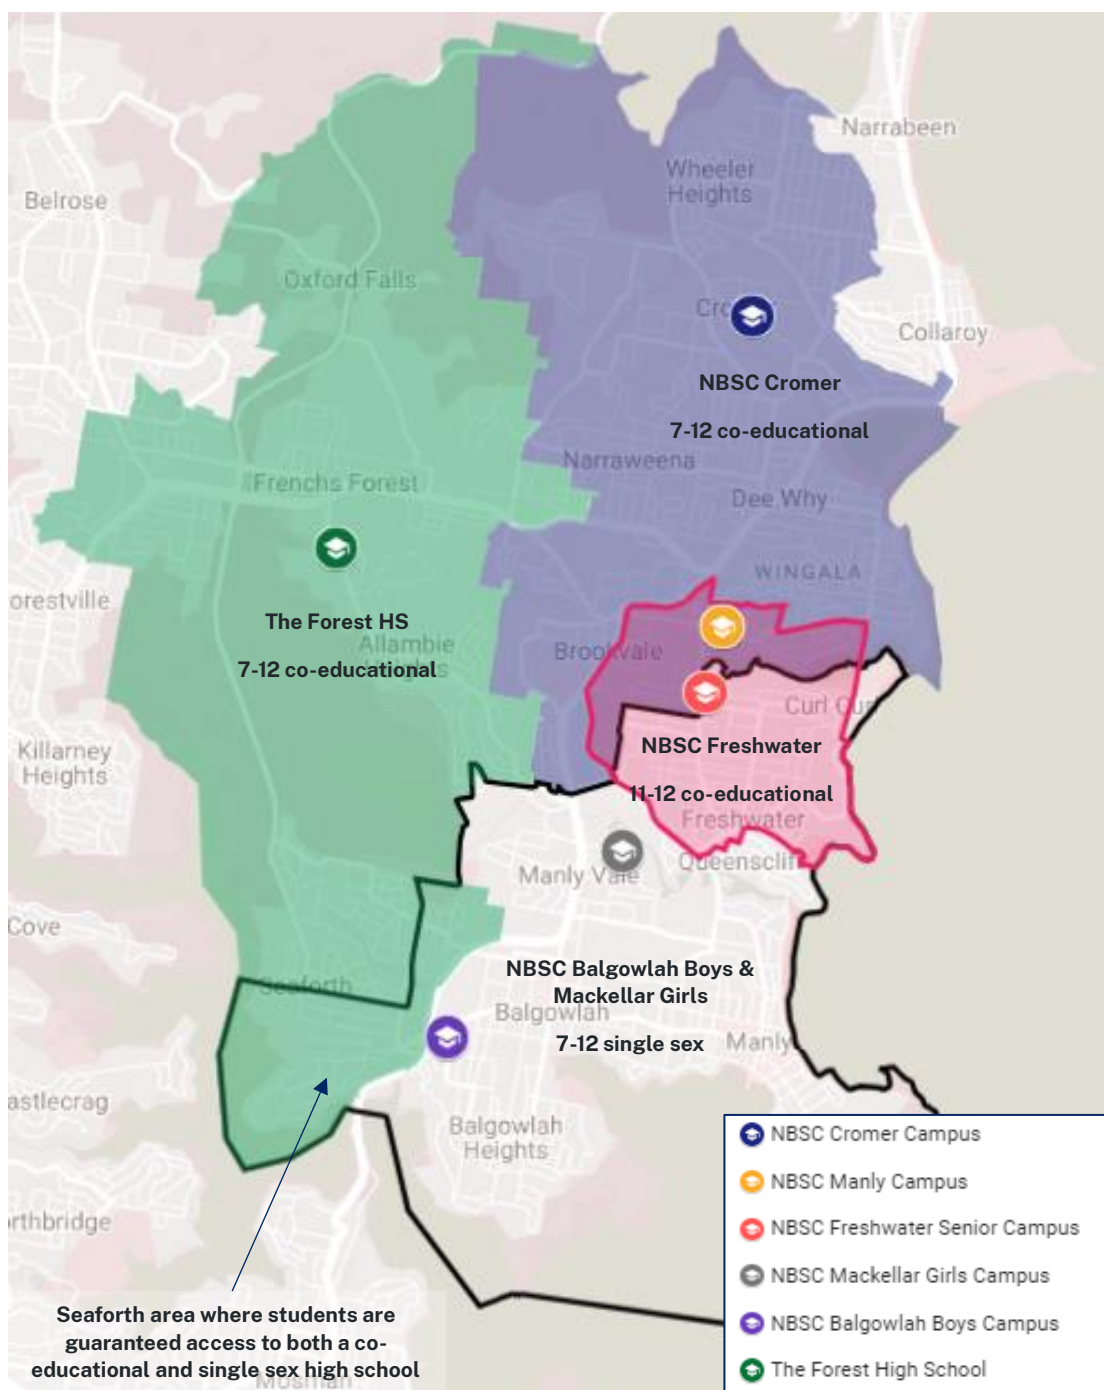 Narrabeen
Wheeler
Heights
Belrose
Oxford Falls
Collaroy
NBSC Cromer
7-12 co-educational
Narraweena
Frenchs Forest
Dee Why
WINGALA
orestville
The Forest HS
Allambie
7-12 co-educational
Brookvale
Killarney
Heights
NBSC Freshwater
11-12 co-educational
Freshwater
Manly Vale
Queenscliff
Cove
Seaforth
NBSC Balgowlah Boys &
Mackellar Girls
Balgowlah
7-12 single sex
Manly
astlecrag
Balgowlah
Heights
rthbridge
NBSC Cromer Campus
NBSC Manly Campus
NBSC Freshwater Senior Campus
NBSC Mackellar Girls Campus
NBSC Balgowlah Boys Campus
The Forest High School
Seaforth area where students are
guaranteed access to both a co-
educational and single sex high school
Mosman